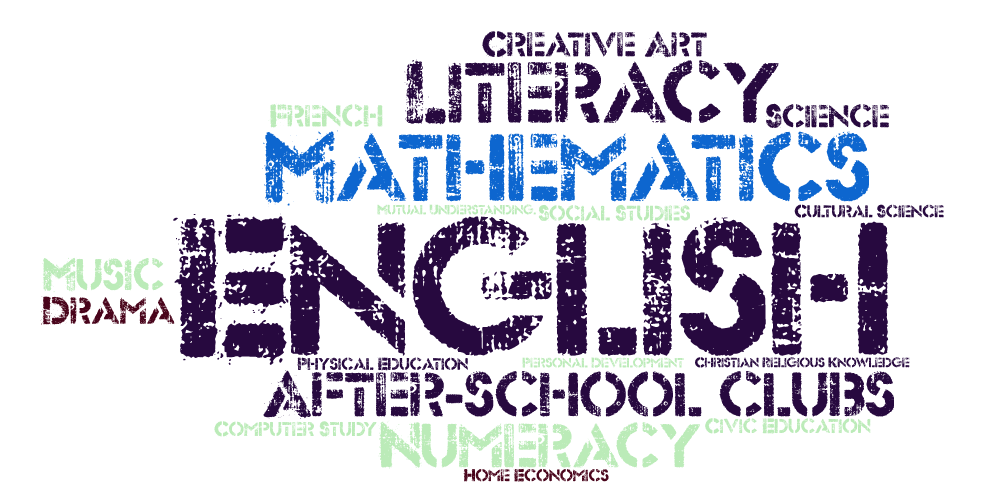 CREATIVE ART
LITERACY
FRENCH
SCIENCE
MATHEMATICS
MUTUAL UNDERSTANDING,
SOCIAL STUDIES
CULTURAL SCIENCE
ENGLISH
MUSIC
DRAMA
PHYSICAL EDUCATION
PERSONAL DEVELOPMENT
CHRISTIAN RELIGIOUS KNOWLEDGE
AFTER-SCHOOL CLUBS
COMPUTER STUDY
NUMERACY
CIVIC EDUCATION
HOME ECONOMICS